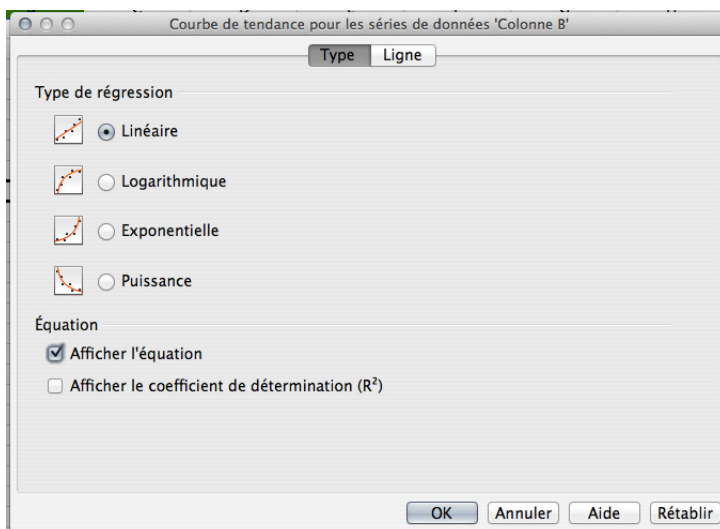 Courbe de tendance pour les séries de données 'Colonne B'
Type Ligne
Type de régression
Linéaire
Logarithmique
Exponentielle
Puissance
Équation
Afficher l'équation
Afficher le coefficient de détermination (R²)
OK Annuler Aide Rétablir